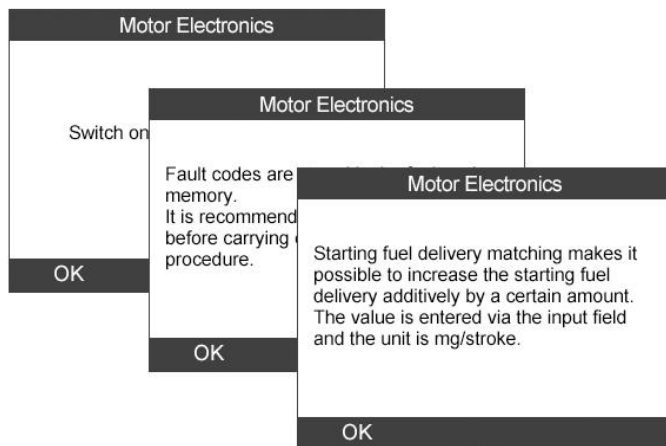 Motor Electronics
Switch on
OK
Motor Electronics
Fault codes are
memory.
It is recommend
before carrying
procedure.
OK
Motor Electronics
Starting fuel delivery matching makes it
possible to increase the starting fuel
delivery additively by a certain amount.
The value is entered via the input field
and the unit is mg/stroke.
OK